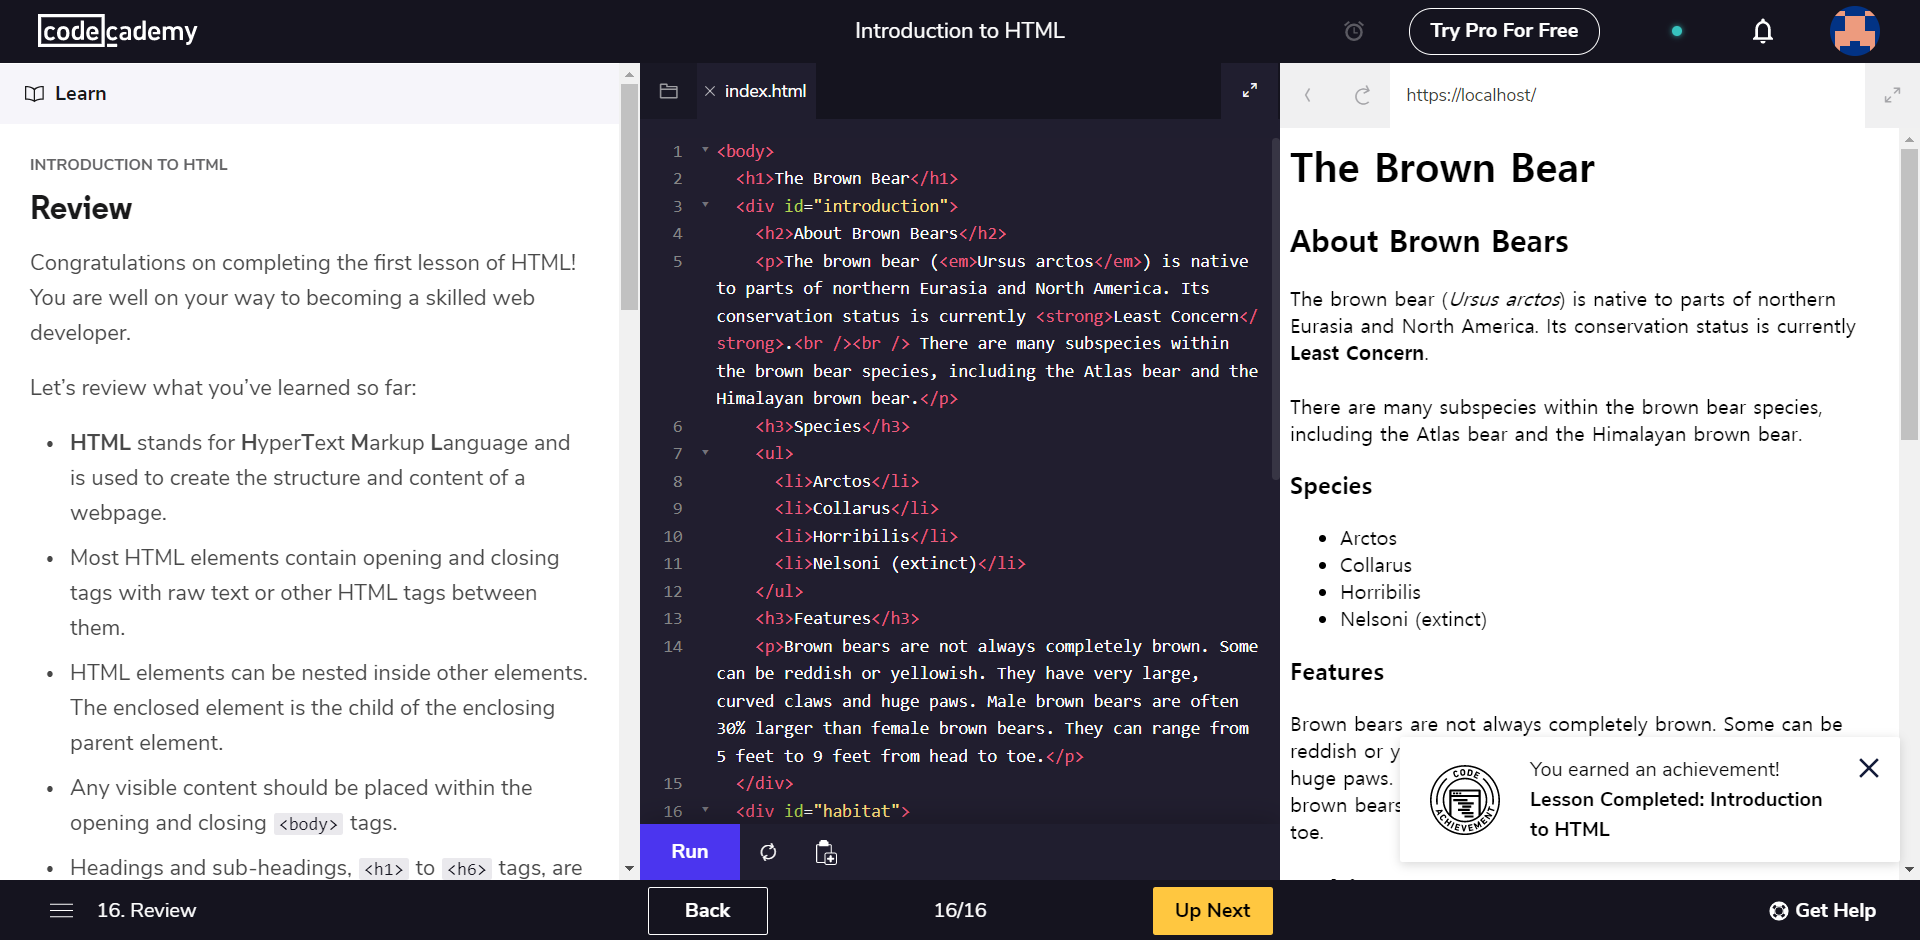 codecademy
Introduction to HTML
Try Pro For Free
Learn
INTRODUCTION TO HTML
Review
Congratulations on completing the first lesson of HTML!
You are well on your way to becoming a skilled web
developer.
Let’s review what you’ve learned so far:
• HTML stands for HyperText Markup Language and
is used to create the structure and content of a
webpage.
• Most HTML elements contain opening and closing
tags with raw text or other HTML tags between
them.
• HTML elements can be nested inside other elements.
The enclosed element is the child of the enclosing
parent element.
• Any visible content should be placed within the
opening and closing <body> tags.
• Headings and sub-headings, <h1> to <h6> tags, are
index.html
1 <body>
2 <h1>The Brown Bear</h1>
3 <div id="introduction">
4 <h2>About Brown Bears</h2>
5 <p>The brown bear (<em>Ursus arctos</em>) is native
to parts of northern Eurasia and North America. Its
conservation status is currently <strong>Least Concern</
strong>.<br /><br /> There are many subspecies within
the brown bear species, including the Atlas bear and the
Himalayan brown bear.</p>
6 <h3>Species</h3>
7 <ul>
8 <li>Arctos</li>
9 <li>Collarus</li>
10 <li>Horribilis</li>
11 <li>Nelsoni (extinct)</li>
12 </ul>
13 <h3>Features</h3>
14 <p>Brown bears are not always completely brown. Some
can be reddish or yellowish. They have very large,
curved claws and huge paws. Male brown bears are often
30% larger than female brown bears. They can range from
5 feet to 9 feet from head to toe.</p>
15 </div>
16 <div id="habitat">
Run
https://localhost/
The Brown Bear
About Brown Bears
The brown bear (Ursus arctos) is native to parts of northern
Eurasia and North America. Its conservation status is currently
Least Concern.
There are many subspecies within the brown bear species,
including the Atlas bear and the Himalayan brown bear.
Species
• Arctos
• Collarus
• Horribilis
• Nelsoni (extinct)
Features
Brown bears are not always completely brown. Some can be
reddish or y
huge paws.
brown bears
toe.
CODE
ACHIEVEMENT
You earned an achievement!
Lesson Completed: Introduction
to HTML
16. Review
Back
16/16
Up Next
Get Help